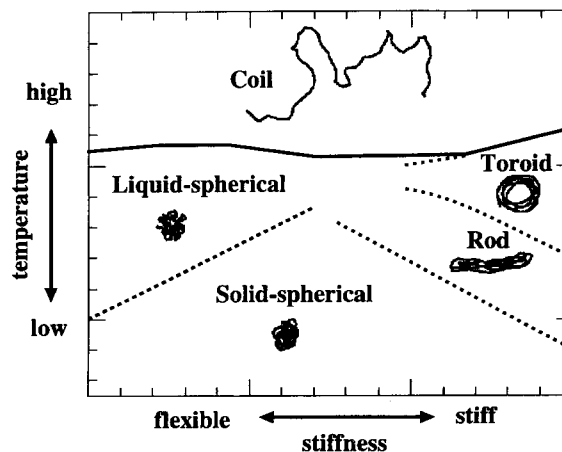 Coil
high
Toroid
Liquid-spherical
temperature
Rod
Solid-spherical
low
flexible
stiff
stiffness